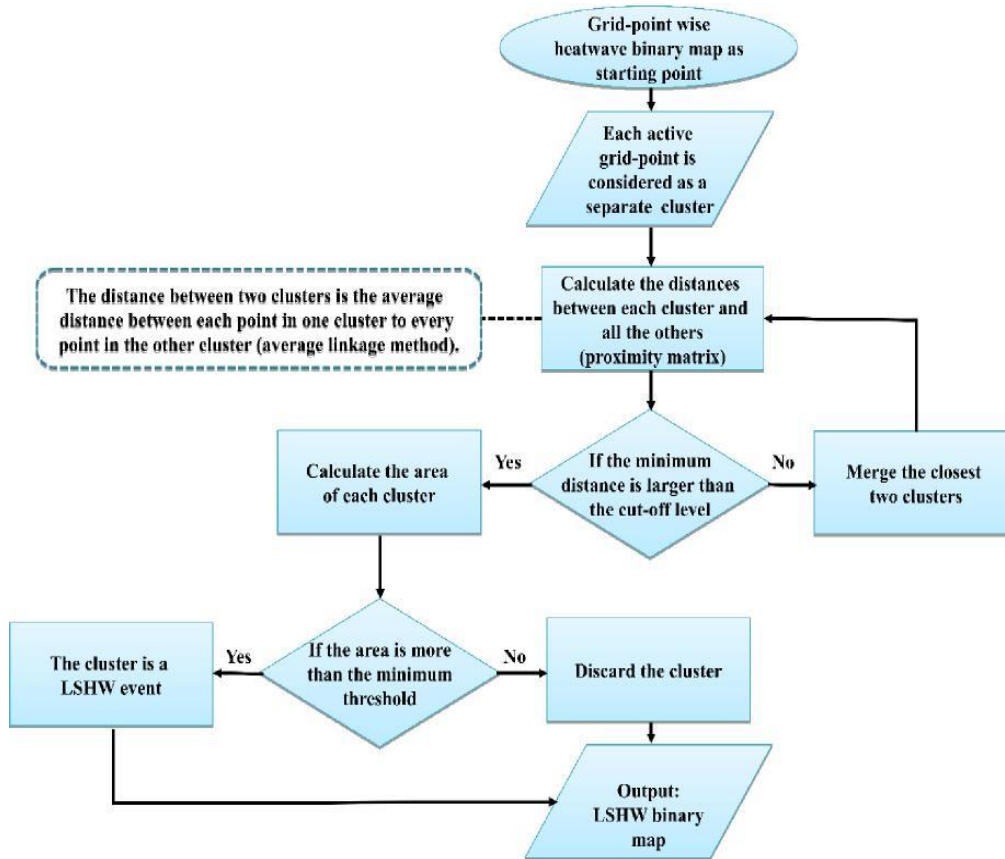 Grid-point wise
heatwave binary map as
starting point
Each active
grid-point is
considered as a
separate cluster
The distance between two clusters is the average
distance between each point in one cluster to every
point in the other cluster (average linkage method).
Calculate the distances
between each cluster and
all the others
(proximity matrix)
Calculate the area
of each cluster
Yes
If the minimum
distance is larger than
the cut-off level
No
Merge the closest
two clusters
The cluster is a
LSHW event
Yes
If the area is more
than the minimum
threshold
No
Discard the cluster
Output:
LSHW binary
map